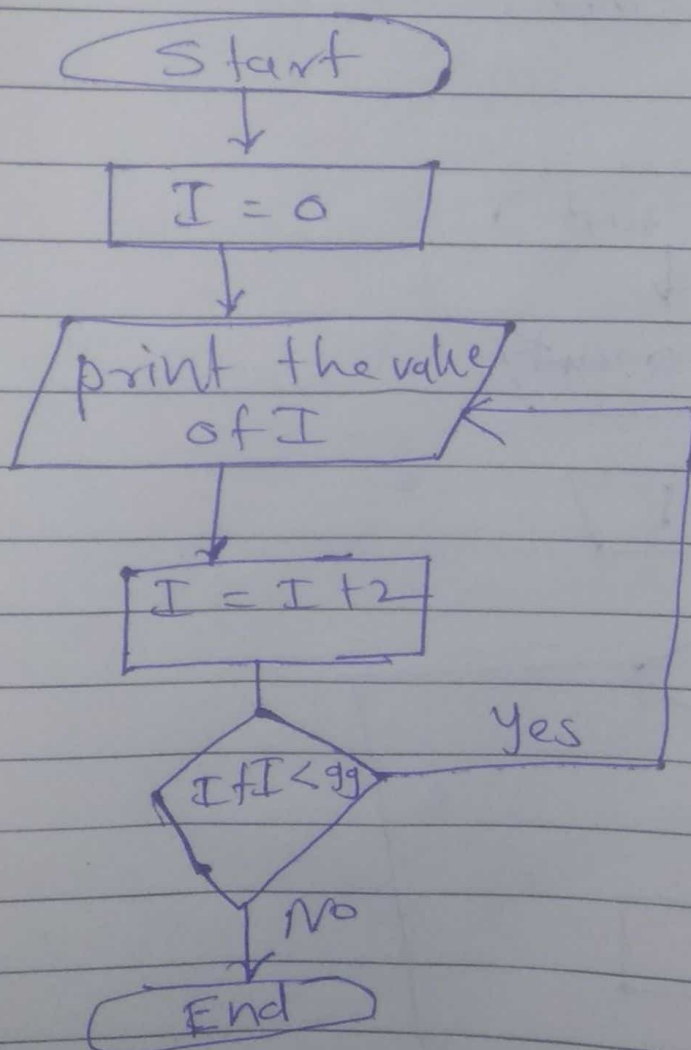 Start
I = 0
print the value
of I
I = I +2
If I < 99
Yes
No
End